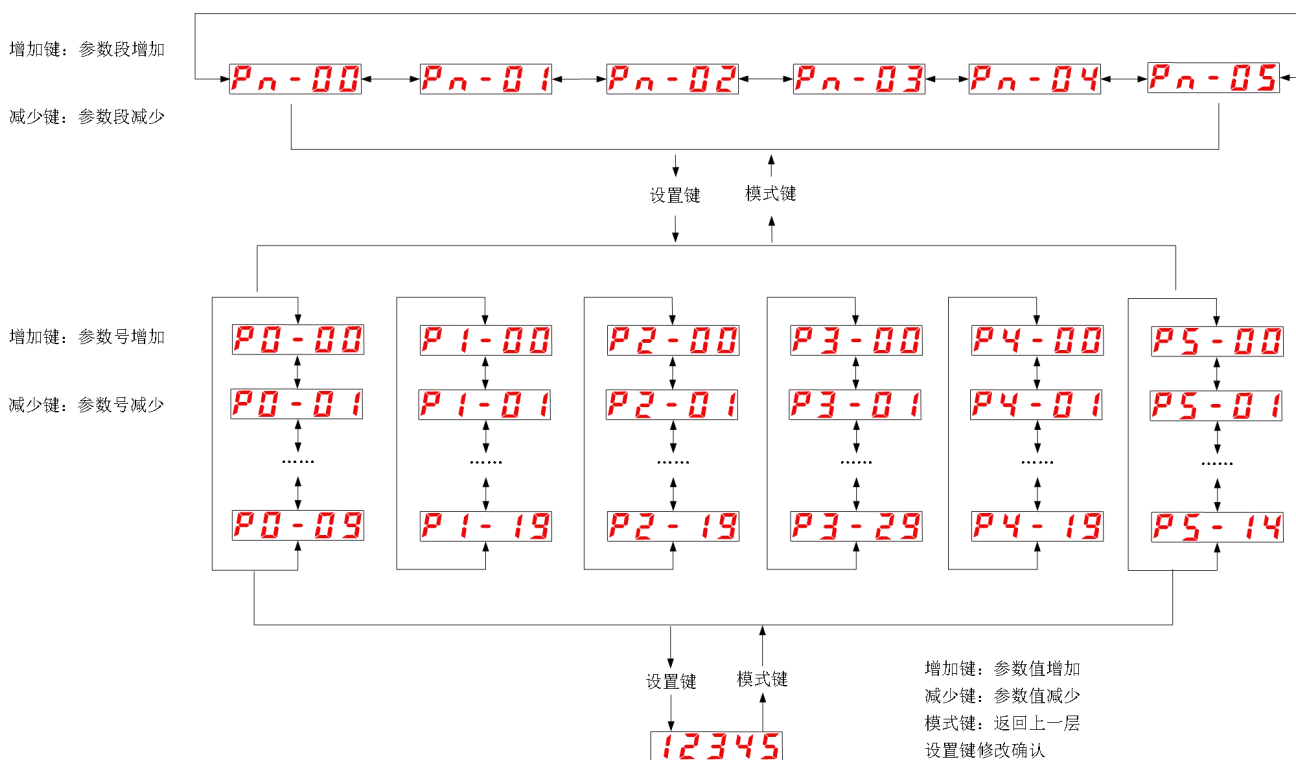 增加键：参数段增加
Pn-00 Pn-01 Pn-02 Pn-03 Pn-04 Pn-05
减少键：参数段减少
设置键 模式键
增加键：参数号增加
P0-00 P1-00 P2-00 P3-00 P4-00 P5-00
减少键：参数号减少
P0-01 P1-01 P2-01 P3-01 P4-01 P5-01
…… …… …… …… …… ……
P0-09 P1-19 P2-19 P3-29 P4-19 P5-14
设置键 模式键
12345
增加键：参数值增加
减少键：参数值减少
模式键：返回上一层
设置键修改确认